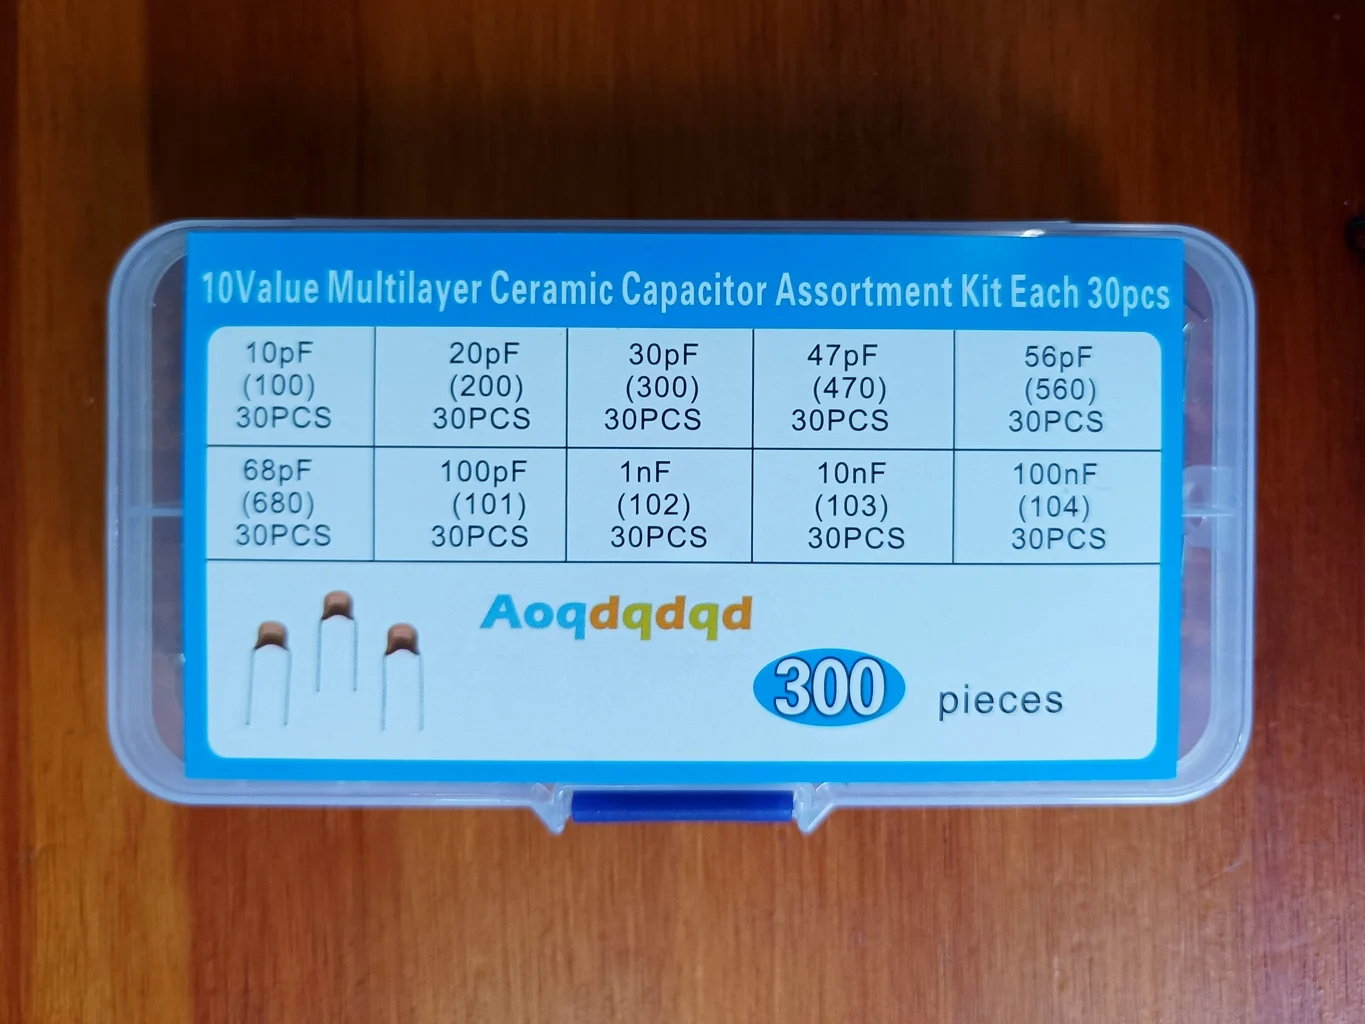 10Value Multilayer Ceramic Capacitor Assortment Kit Each 30pcs
10pF
(100)
30PCS
20pF
(200)
30PCS
30pF
(300)
30PCS
47pF
(470)
30PCS
56pF
(560)
30PCS
68pF
(680)
30PCS
100pF
(101)
30PCS
1nF
(102)
30PCS
10nF
(103)
30PCS
100nF
(104)
30PCS
Aoqdqdqd
300 pieces